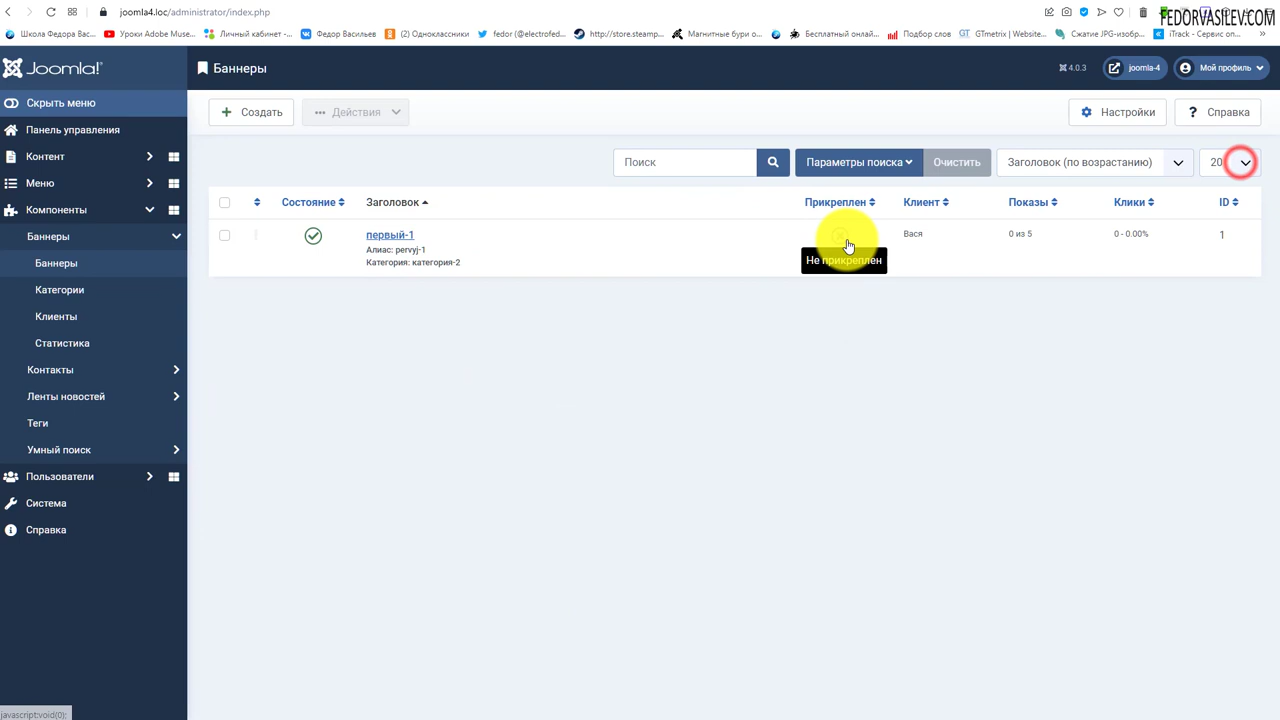 joomla4.loc/administrator/index.php
FEDORVASILEV.COM
Школа Федора Вас...
Уроки Adobe Muse...
Личный кабинет -...
Федор Васильев
(2) Одноклассники
fedor (@electrofed...
http://store.steamp...
Магнитные бури о...
Бесплатный онлай...
Подбор слов
GTmetrix | Website...
Сжатие JPG-изобр...
iTrack - Сервис оп...
Joomla!
Баннеры
4.0.3
joomla-4
Мой профиль
Скрыть меню
Панель управления
Контент
Меню
Компоненты
Баннеры
Баннеры
Категории
Клиенты
Статистика
Контакты
Ленты новостей
Теги
Умный поиск
Пользователи
Система
Справка
Создать
Действия
Настройки
Справка
Поиск
Параметры поиска
Очистить
Заголовок (по возрастанию)
20
Состояние
Заголовок
Прикреплен
Клиент
Показы
Клики
ID
первый-1
Алиас: pervyj-1
Категория: категория-2
Вася
0 из 5
0 - 0.00%
1
Не прикреплен
javascript:void(0);